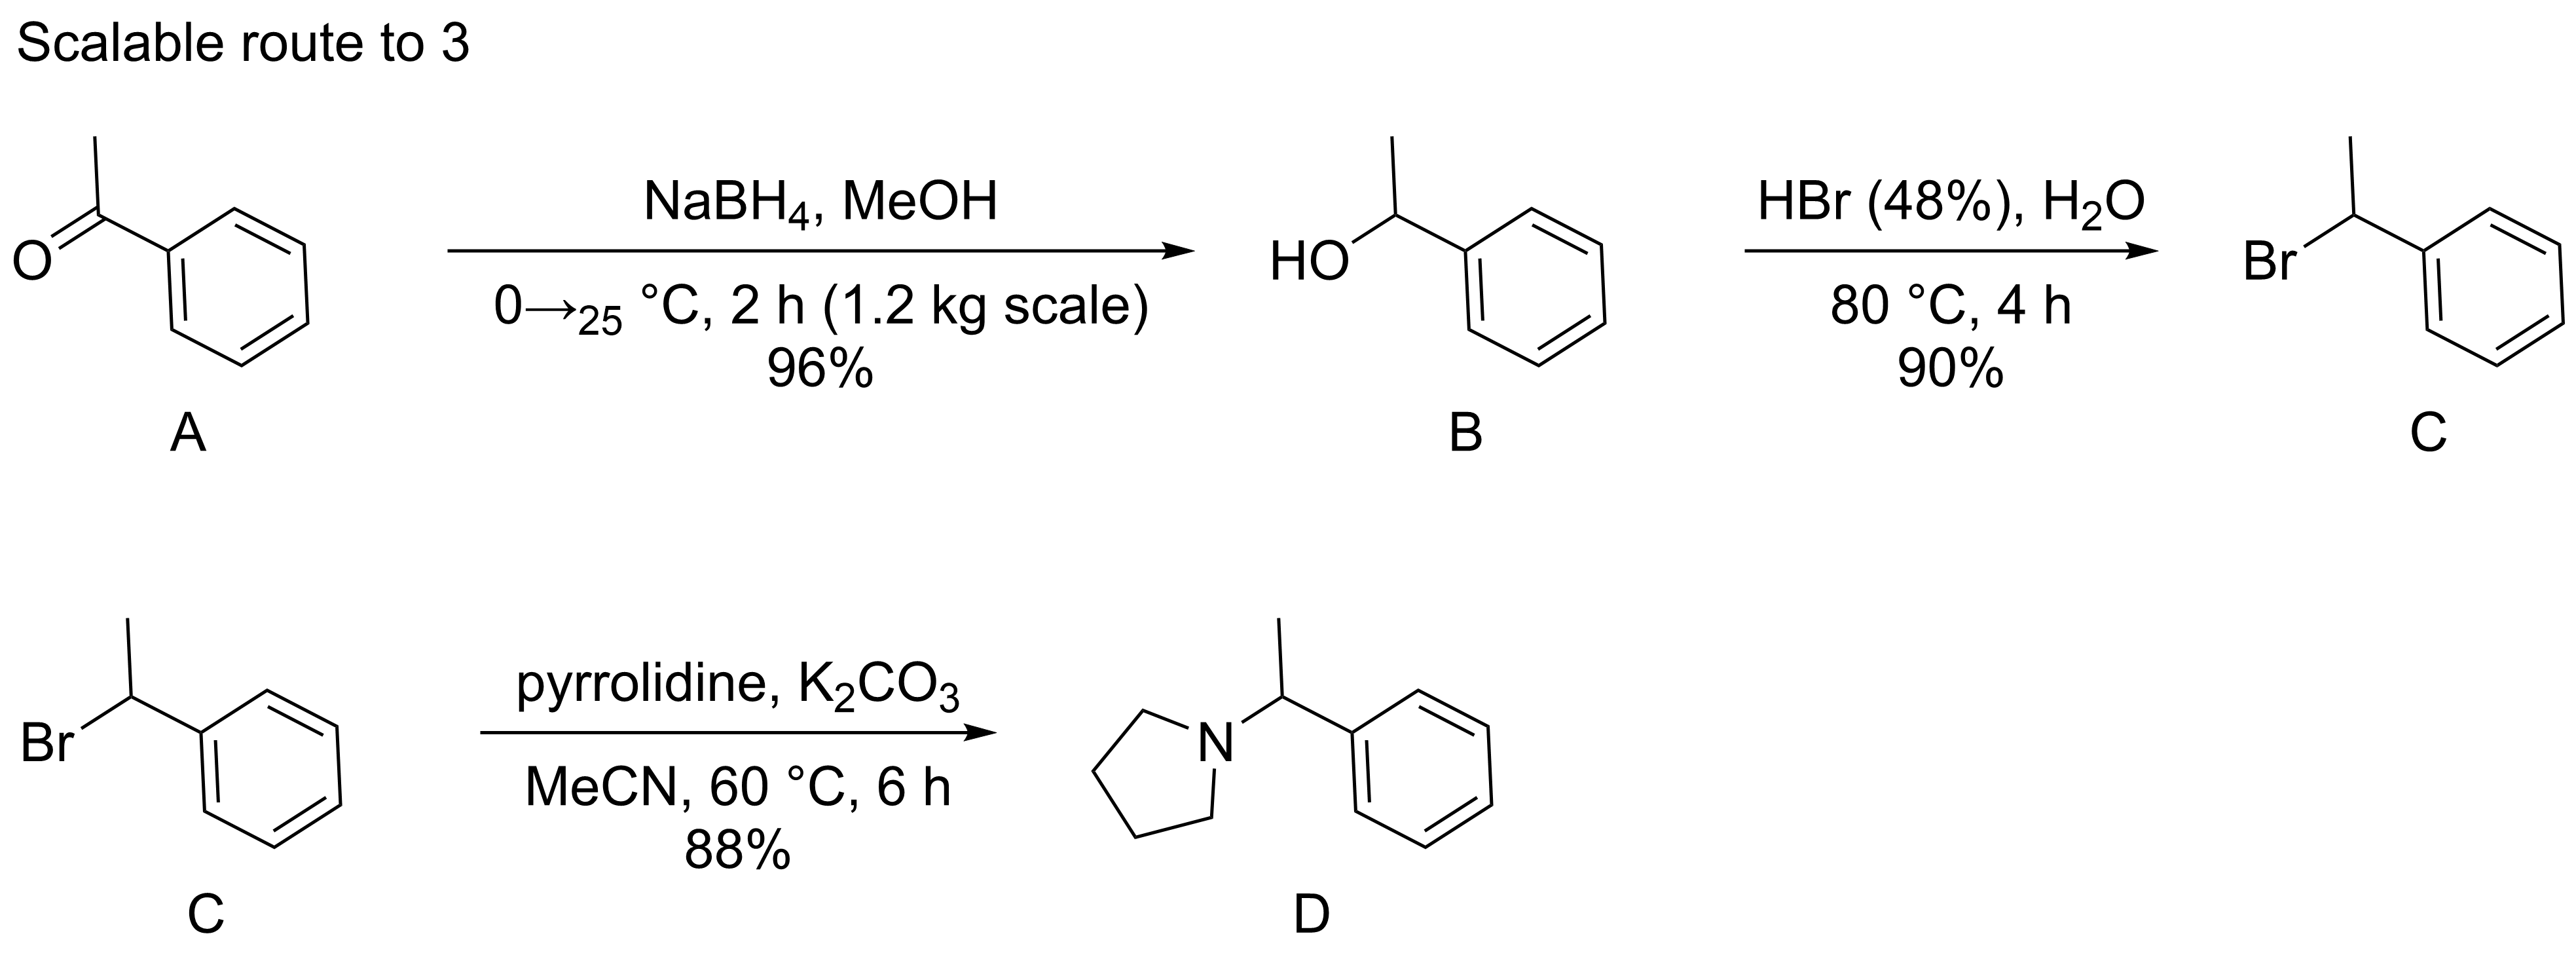 Scalable route to 3
NaBH₄, MeOH
0→₂₅ °C, 2 h (1.2 kg scale)
96%
HBr (48%), H₂O
80 °C, 4 h
90%
O
HO
Br
A
B
C
pyrrolidine, K₂CO₃
MeCN, 60 °C, 6 h
88%
Br
N
C
D